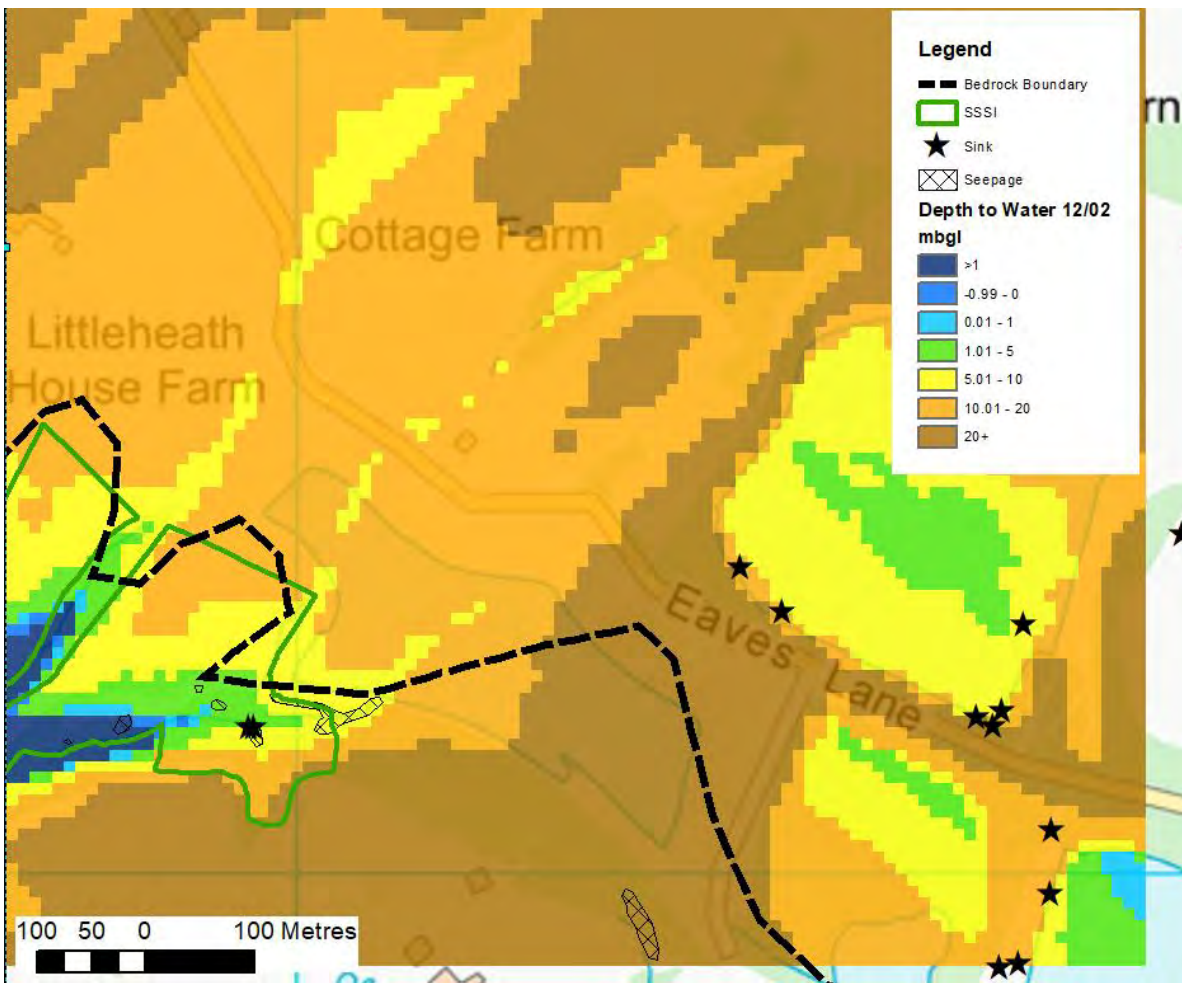 Legend
Bedrock Boundary
SSSI
Sink
Seepage
Depth to Water 12/02
mbgl
>1
-0.99 - 0
0.01 - 1
1.01 - 5
5.01 - 10
10.01 - 20
20+
rn
Cottage Farm
Littleheath
House Farm
Eaves Lane
100 50 0 100 Metres